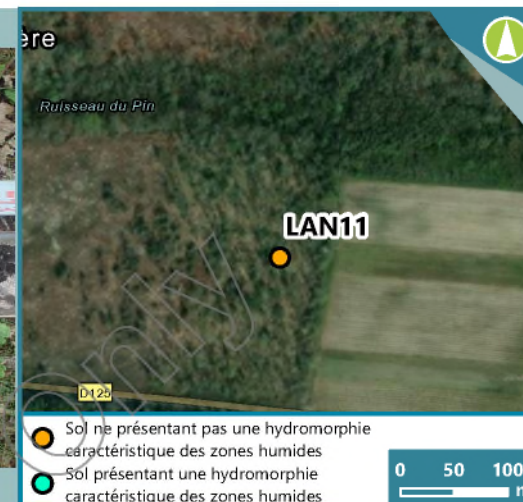 ère
Ruisseau du Pin
LAN11
Only
D125
Sol ne présentant pas une hydromorphie
caractéristique des zones humides
Sol présentant une hydromorphie
caractéristique des zones humides
0 50 100
m